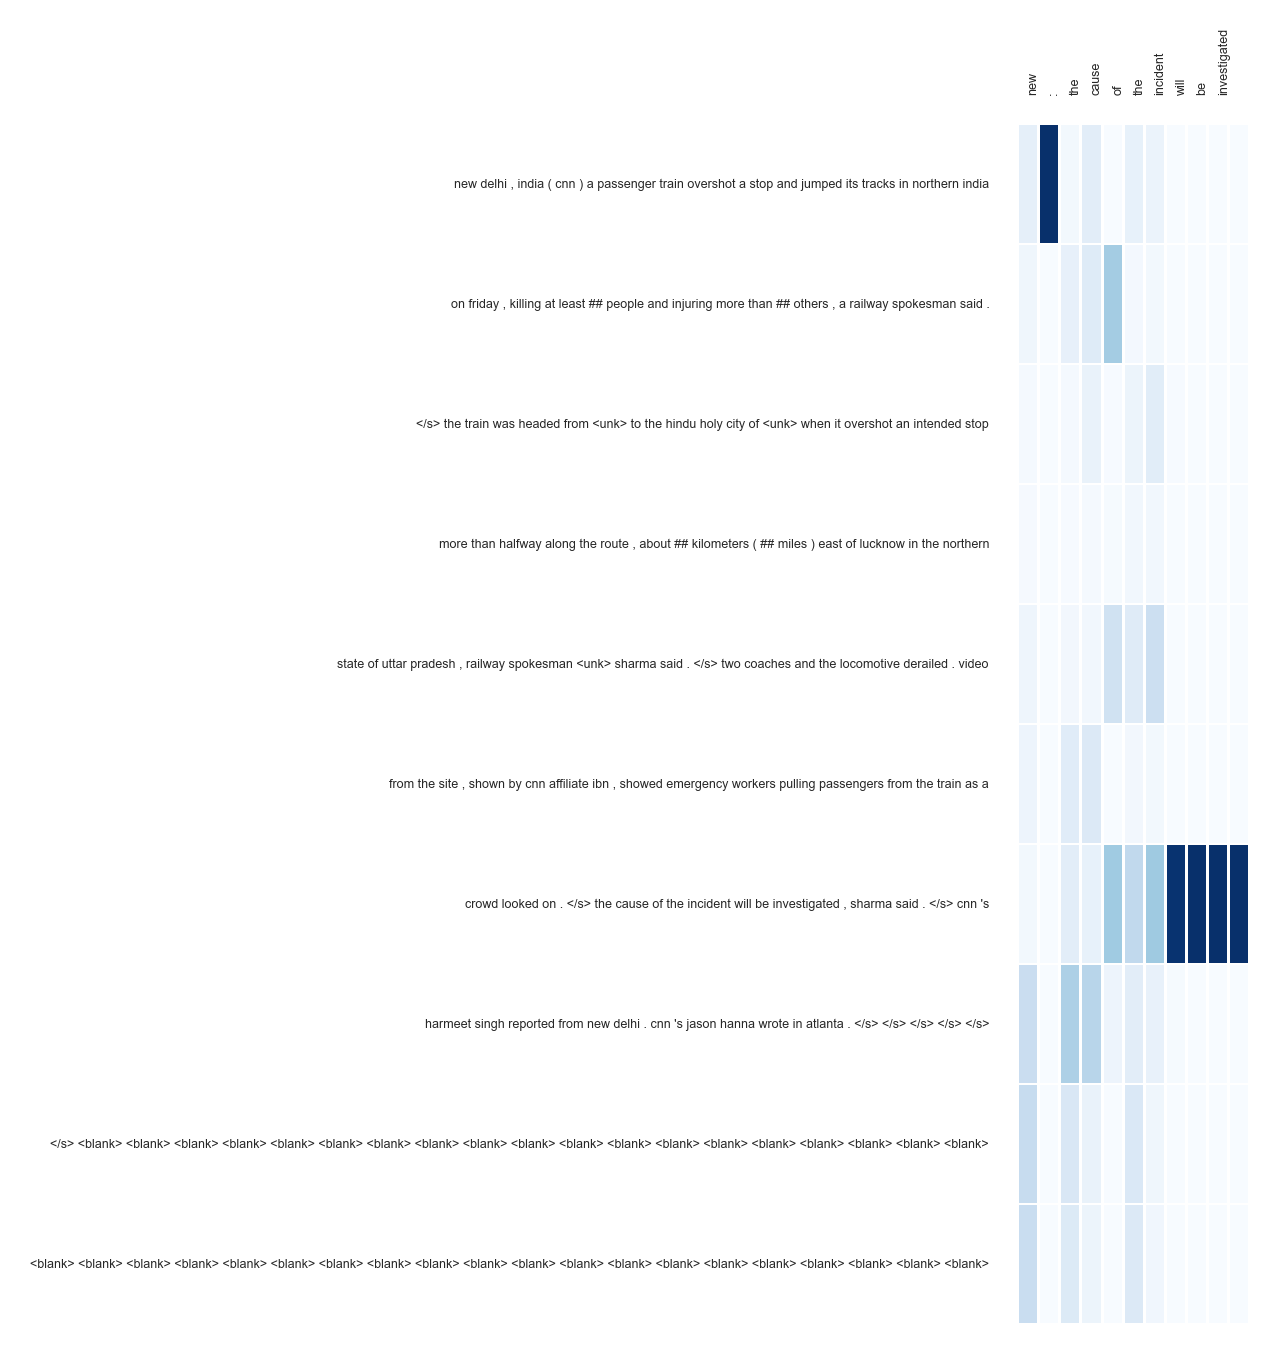 new
.
.
the
cause
of
the
incident
will
be
investigated
new delhi , india ( cnn ) a passenger train overshot a stop and jumped its tracks in northern india
on friday , killing at least ## people and injuring more than ## others , a railway spokesman said .
</s> the train was headed from <unk> to the hindu holy city of <unk> when it overshot an intended stop
more than halfway along the route , about ## kilometers ( ## miles ) east of lucknow in the northern
state of uttar pradesh , railway spokesman <unk> sharma said . </s> two coaches and the locomotive derailed . video
from the site , shown by cnn affiliate ibn , showed emergency workers pulling passengers from the train as a
crowd looked on . </s> the cause of the incident will be investigated , sharma said . </s> cnn 's
harmeet singh reported from new delhi . cnn 's jason hanna wrote in atlanta . </s> </s> </s> </s> </s>
</s> <blank> <blank> <blank> <blank> <blank> <blank> <blank> <blank> <blank> <blank> <blank> <blank> <blank> <blank> <blank> <blank> <blank> <blank> <blank>
<blank> <blank> <blank> <blank> <blank> <blank> <blank> <blank> <blank> <blank> <blank> <blank> <blank> <blank> <blank> <blank> <blank> <blank> <blank> <blank>